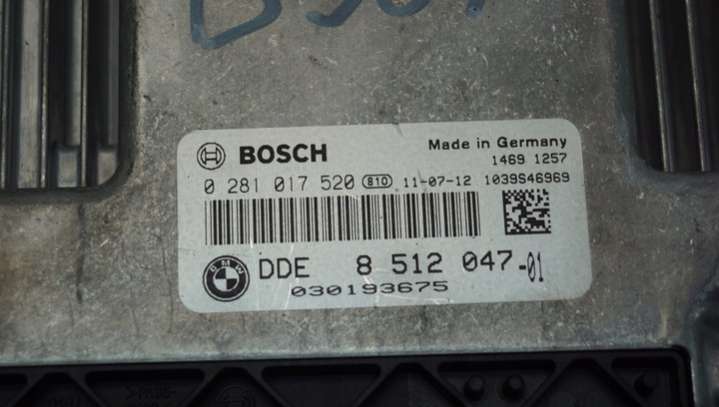 BOSCH
Made in Germany
1469 1257
0 281 017 520 810 11-07-12 1039S46969
BMW
DDE 8 512 047-01
030193675